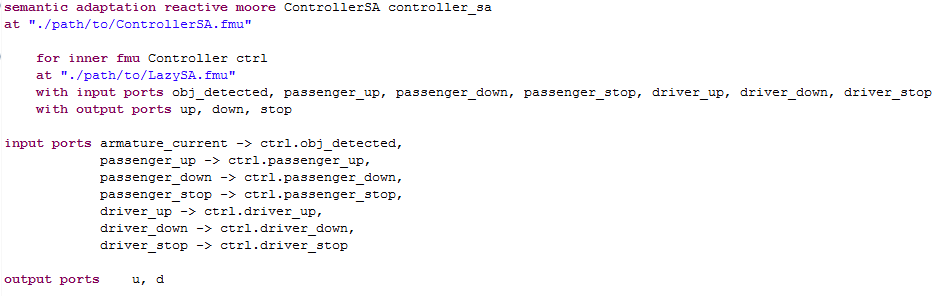 semantic adaptation reactive moore ControllerSA controller_sa
at "./path/to/ControllerSA.fmu"
for inner fmu Controller ctrl
at "./path/to/LazySA.fmu"
with input ports obj_detected, passenger_up, passenger_down, passenger_stop, driver_up, driver_down, driver_stop
with output ports up, down, stop
input ports armature_current -> ctrl.obj_detected,
passenger_up -> ctrl.passenger_up,
passenger_down -> ctrl.passenger_down,
passenger_stop -> ctrl.passenger_stop,
driver_up -> ctrl.driver_up,
driver_down -> ctrl.driver_down,
driver_stop -> ctrl.driver_stop
output ports u, d